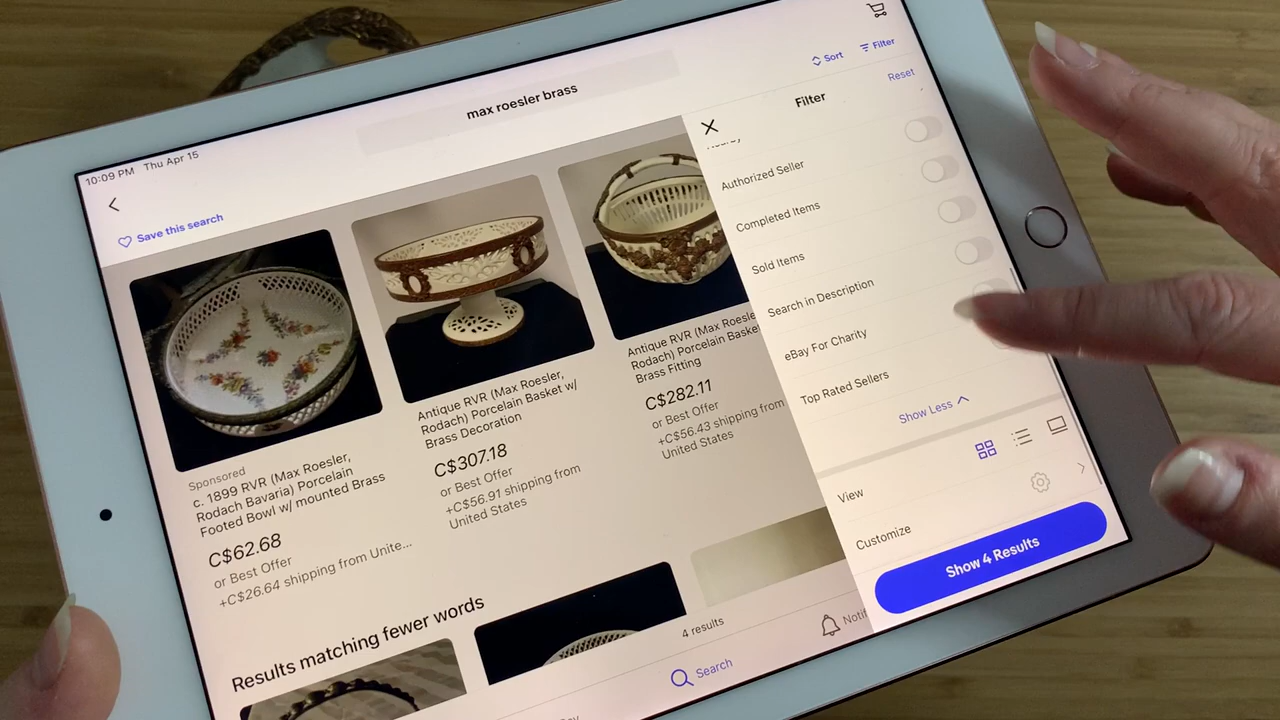 10:09 PM Thu Apr 15
max roesler brass
Sort
Filter
Save this search
Sponsored
c. 1899 RVR (Max Roesler,
Rodach Bavaria) Porcelain
Footed Bowl w/ mounted Brass
C$62.68
or Best Offer
+C$26.64 shipping from Unite...
Antique RVR (Max Roesler,
Rodach) Porcelain Basket w/
Brass Decoration
C$307.18
or Best Offer
+C$56.91 shipping from
United States
Antique RVR (Max Roesle
Rodach) Porcelain Baske
Brass Fitting
C$282.11
or Best Offer
+C$56.43 shipping from
United States
Results matching fewer words
4 results
Search
Notif
Filter
Reset
Authorized Seller
Completed Items
Sold Items
Search in Description
eBay For Charity
Top Rated Sellers
Show Less
View
Customize
Show 4 Results